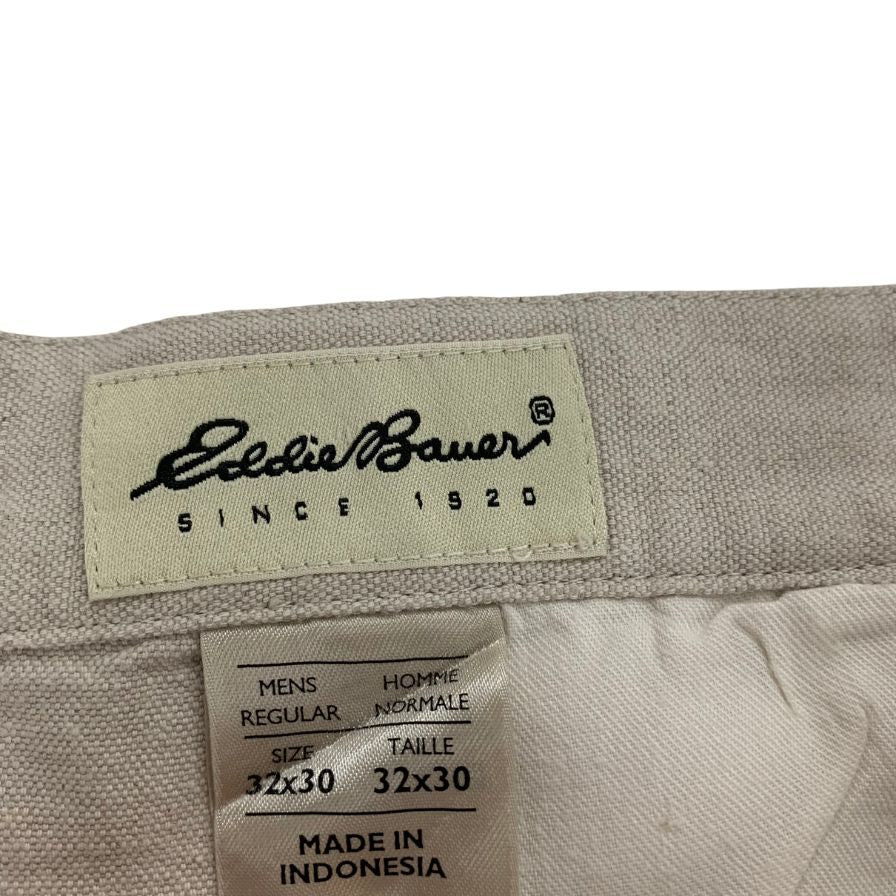 Eddie Bauer®
SINCE 1920
MENS HOMME
REGULAR NORMALE
SIZE TAILLE
32x30 32x30
MADE IN
INDONESIA